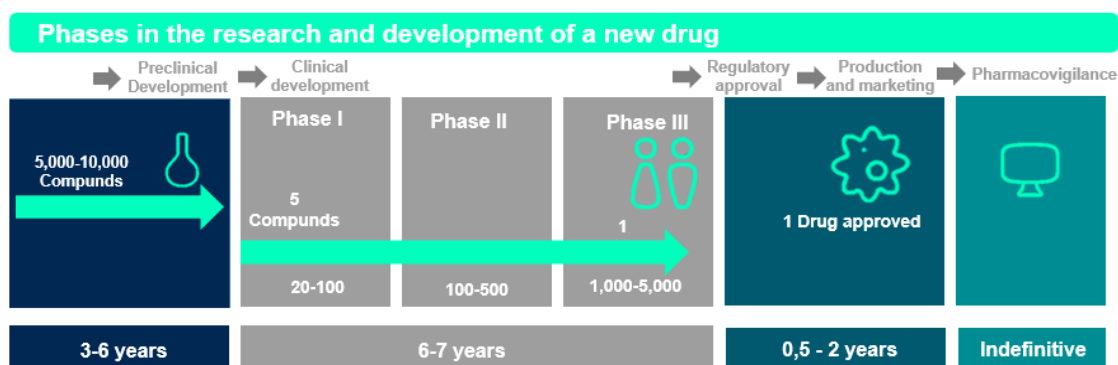 Phases in the research and development of a new drug
Preclinical
Development
Clinical
development
Regulatory
approval
Production
and marketing
Pharmacovigilance
Phase I
Phase II
Phase III
5,000-10,000
Compunds
5
Compunds
1
1 Drug approved
20-100
100-500
1,000-5,000
3-6 years
6-7 years
0,5 - 2 years
Indefinitive